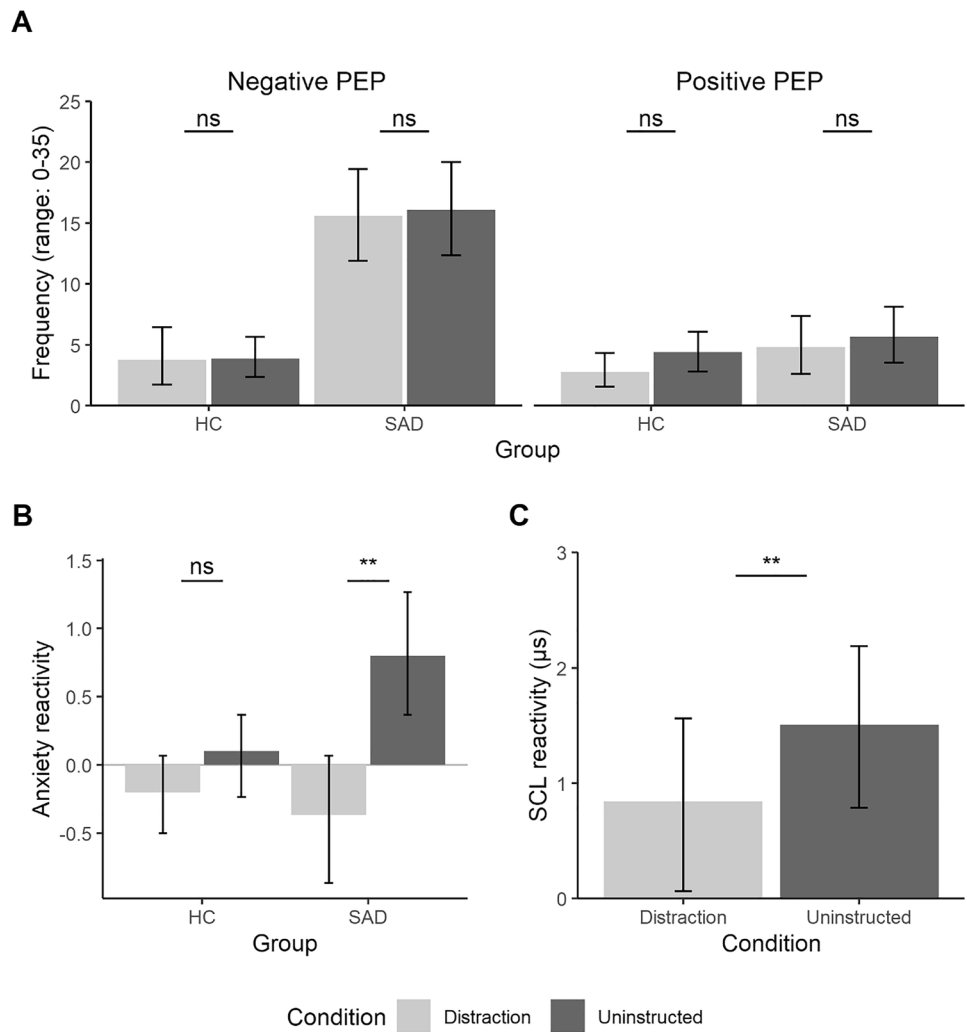 A
Negative PEP Positive PEP
Frequency (range: 0-35)
25
20
15
10
5
0
ns ns ns ns
HC SAD HC SAD
Group
B
Anxiety reactivity
1.5
1.0
0.5
0.0
-0.5
ns **
HC SAD
Group
C
SCL reactivity (μs)
3
2
1
0
**
Distraction Uninstructed
Condition
Condition Distraction Uninstructed